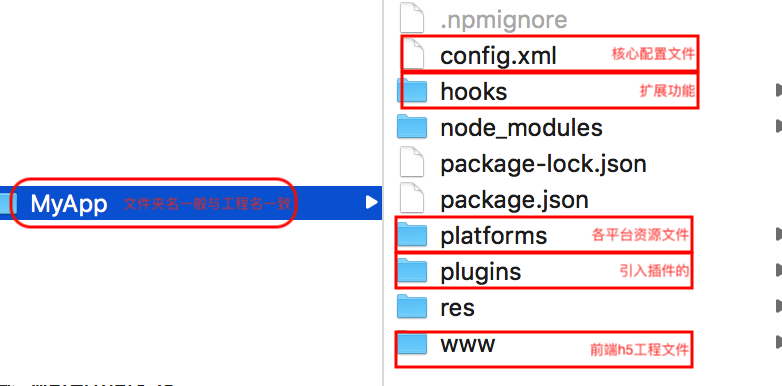 .npmignore
config.xml 核心配置文件
hooks 扩展功能
node_modules
package-lock.json
MyApp 文件夹名一般与工程名一致
package.json
platforms 各平台资源文件
plugins 引入插件的
res
www 前端h5工程文件